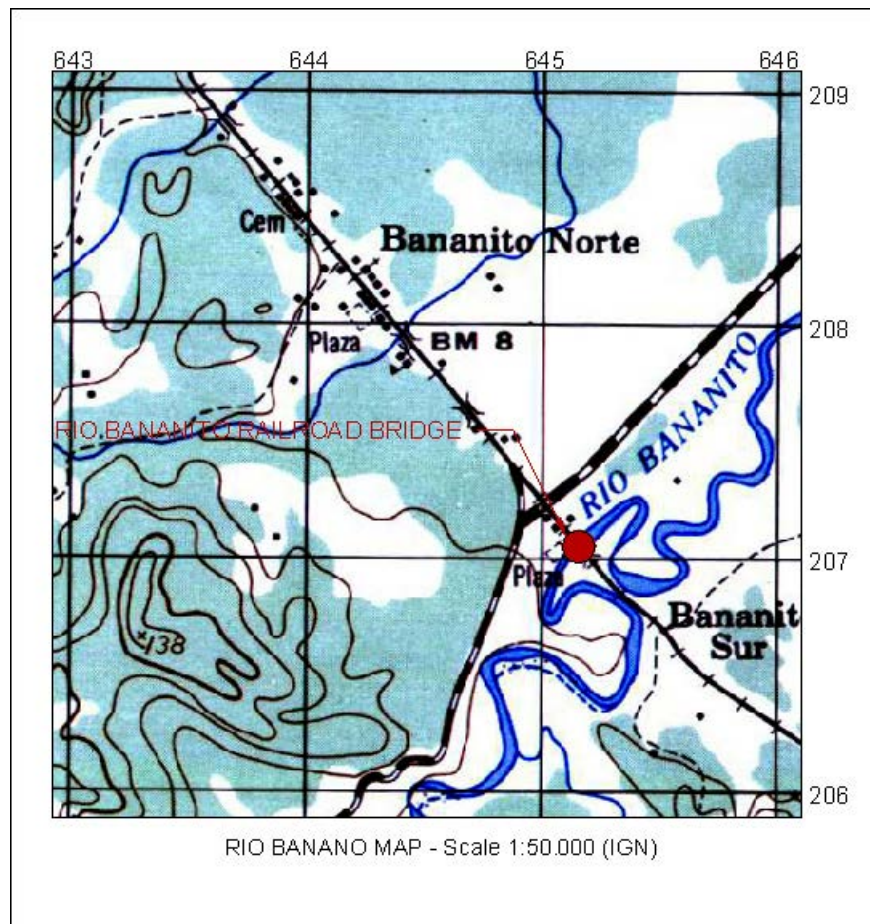 643 644 645 646
209
Cem
Bananito Norte
208
Plaza
BM 8
RIO BANANITO
RIO BANANITO RAILROAD BRIDGE
207
Plaza
Bananit
Sur
138
206
RIO BANANO MAP - Scale 1:50.000 (IGN)